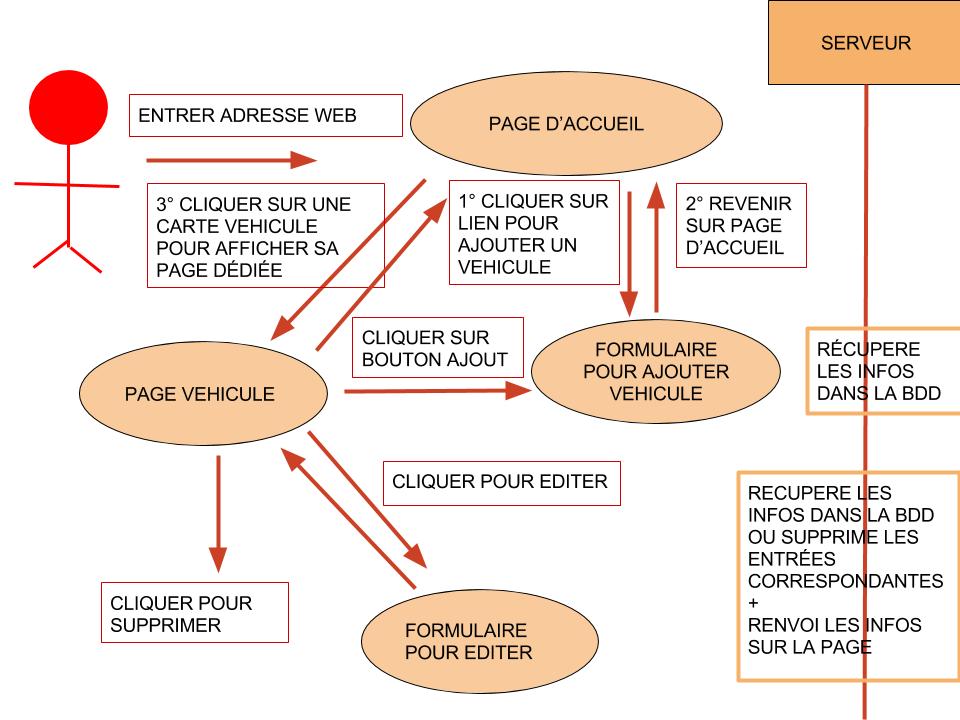 SERVEUR
ENTRER ADRESSE WEB
PAGE D’ACCUEIL
3° CLIQUER SUR UNE
CARTE VEHICULE
POUR AFFICHER SA
PAGE DÉDIÉE
1° CLIQUER SUR
LIEN POUR
AJOUTER UN
VEHICULE
2° REVENIR
SUR PAGE
D’ACCUEIL
CLIQUER SUR
BOUTON AJOUT
FORMULAIRE
POUR AJOUTER
VEHICULE
RÉCUPERE
LES INFOS
DANS LA BDD
PAGE VEHICULE
CLIQUER POUR EDITER
RECUPERE LES
INFOS DANS LA BDD
OU SUPPRIME LES
ENTRÉES
CORRESPONDANTES
+
RENVOI LES INFOS
SUR LA PAGE
CLIQUER POUR
SUPPRIMER
FORMULAIRE
POUR EDITER